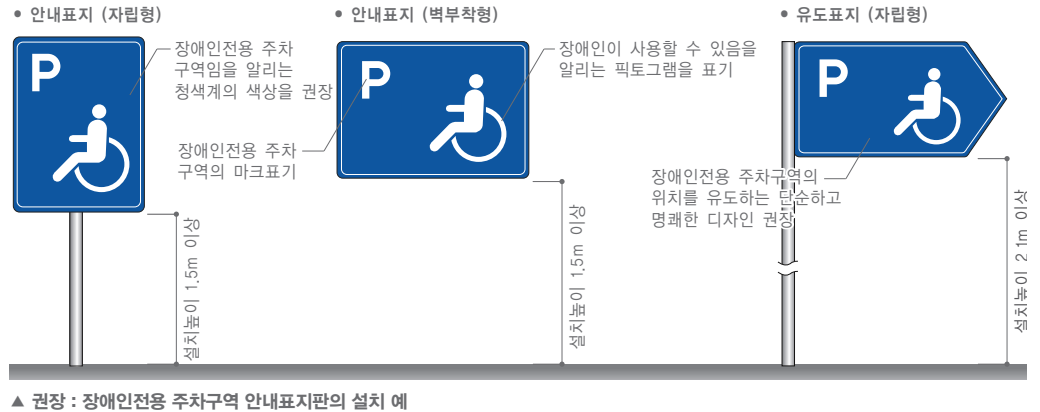 • 안내표지 (자립형)
P
장애인전용 주차
구역임을 알리는
청색계의 색상을 권장
설치높이 1.5m 이상
• 안내표지 (벽부착형)
P
장애인이 사용할 수 있음을
알리는 픽토그램을 표기
장애인전용 주차
구역의 마크표기
설치높이 1.5m 이상
• 유도표지 (자립형)
P
장애인전용 주차구역의
위치를 유도하는 단순하고
명쾌한 디자인 권장
설치높이 2.1m 이상
▲ 권장 : 장애인전용 주차구역 안내표지판의 설치 예